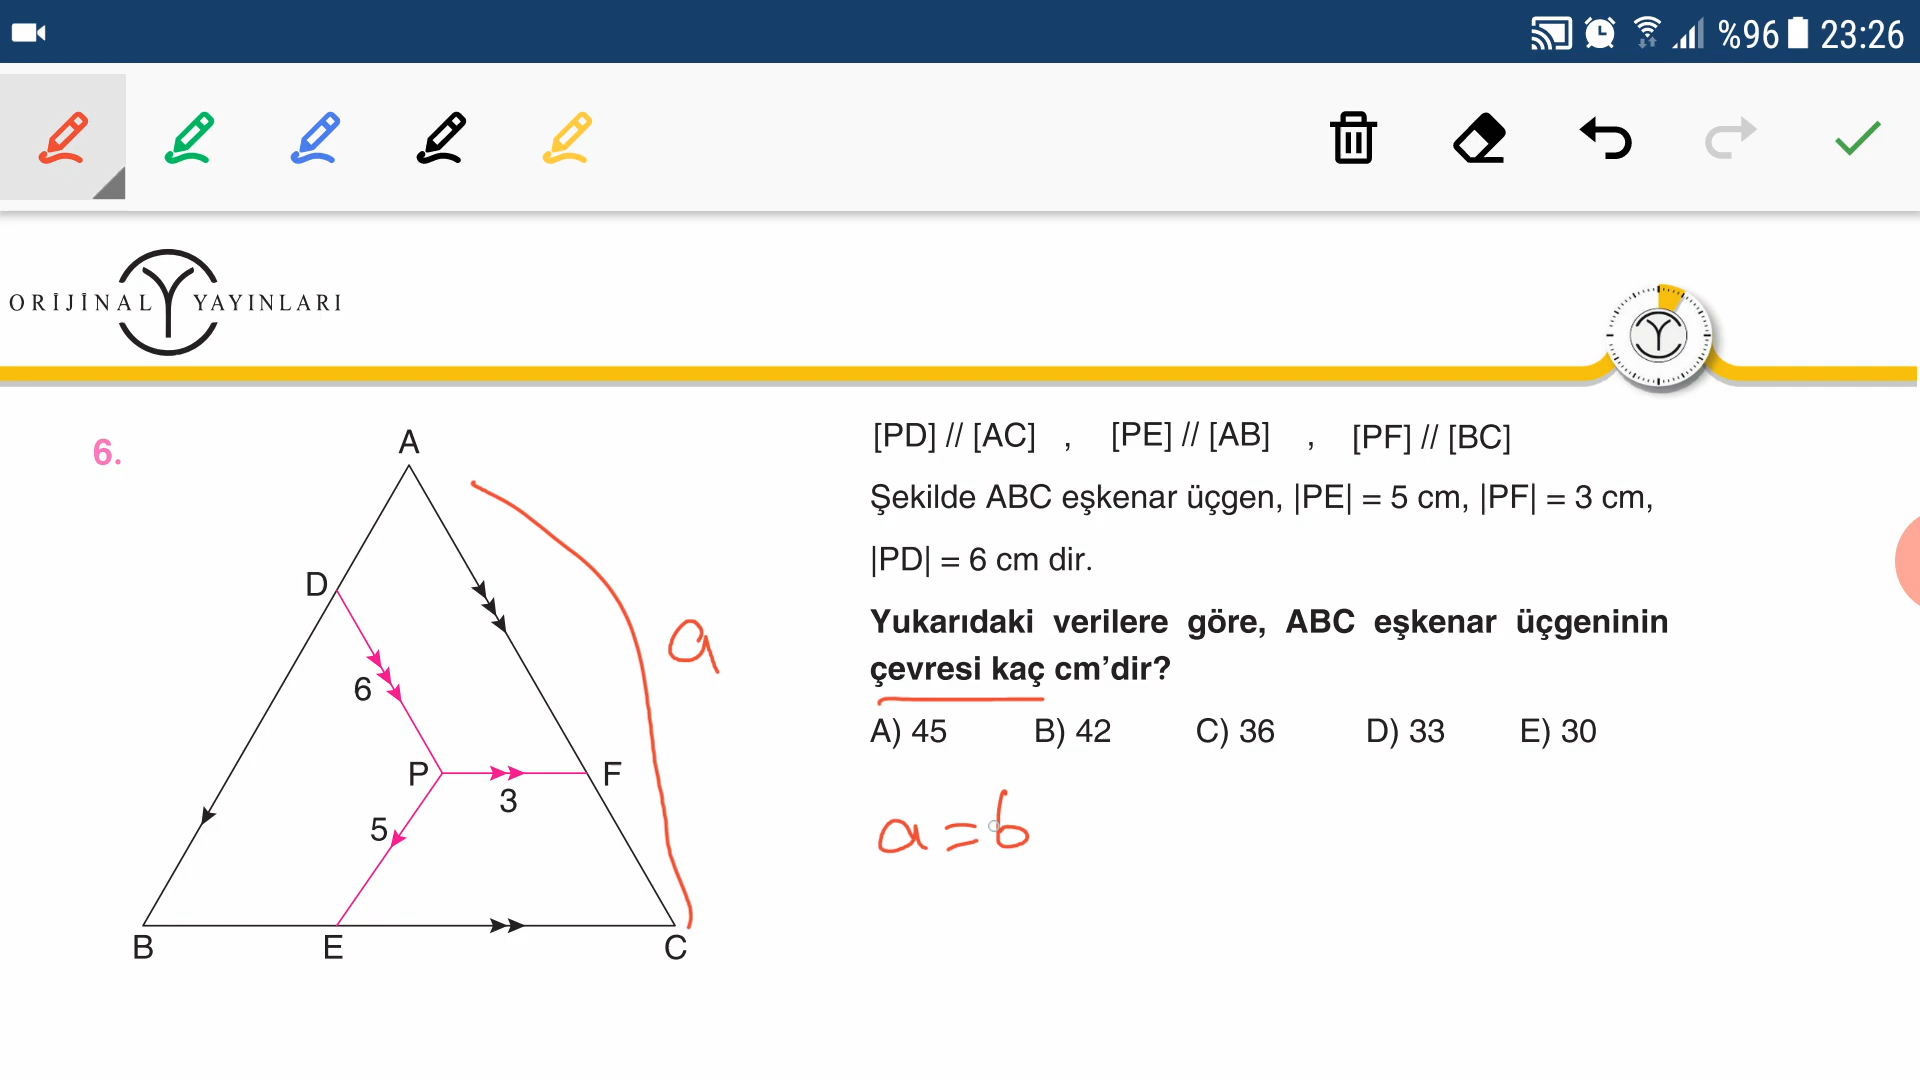 %96 23:26
ORİJİNAL YAYINLARI
6.
[PD] // [AC] , [PE] // [AB] , [PF] // [BC]
Şekilde ABC eşkenar üçgen, |PE| = 5 cm, |PF| = 3 cm,
|PD| = 6 cm dir.
Yukarıdaki verilere göre, ABC eşkenar üçgeninin
çevresi kaç cm'dir?
A) 45 B) 42 C) 36 D) 33 E) 30
A
D
a
6
P
F
3
5
B
E
C
a=6